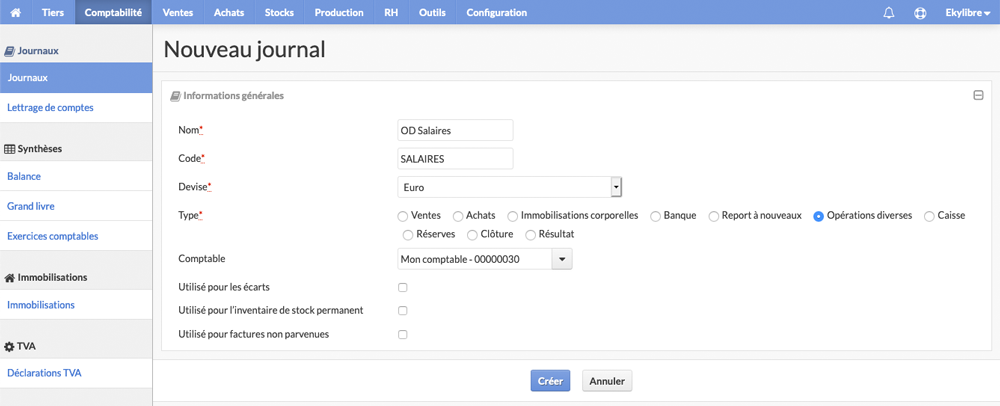 Tiers Comptabilité Ventes Achats Stocks Production RH Outils Configuration Ekylibre
Journaux
Journaux
Lettrage de comptes
Synthèses
Balance
Grand livre
Exercices comptables
Immobilisations
Immobilisations
TVA
Déclarations TVA
Nouveau journal
Informations générales
Nom* OD Salaires
Code* SALAIRES
Devise* Euro
Type* Ventes Achats Immobilisations corporelles Banque Report à nouveaux Opérations diverses Caisse
Réserves Clôture Résultat
Comptable Mon comptable - 00000030
Utilisé pour les écarts
Utilisé pour l'inventaire de stock permanent
Utilisé pour factures non parvenues
Créer Annuler